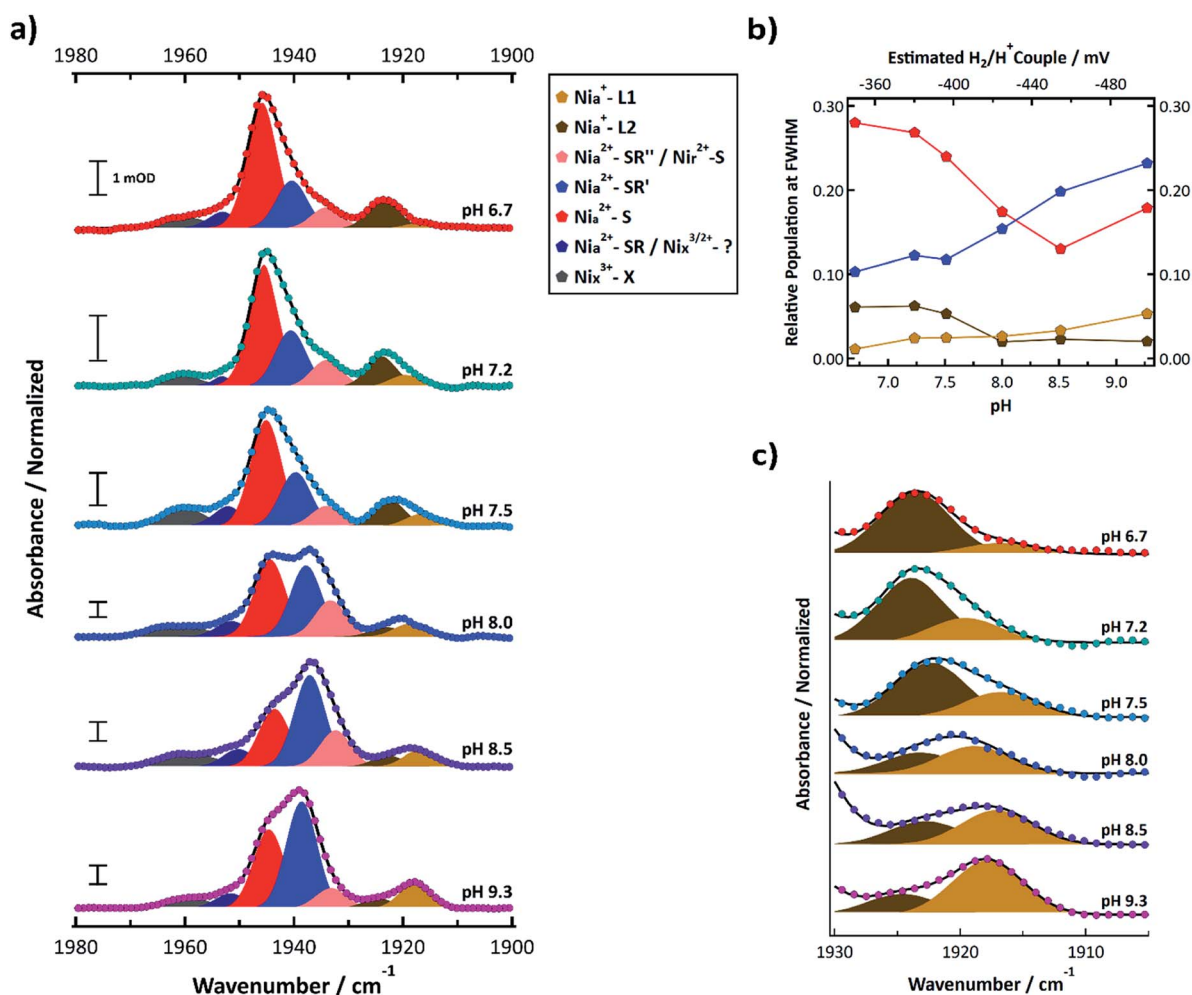 a)
1980 1960 1940 1920 1900
1 mOD
pH 6.7
pH 7.2
pH 7.5
pH 8.0
pH 8.5
pH 9.3
1980 1960 1940 1920 1900
Wavenumber / cm⁻¹
Absorbance / Normalized
Niₐ⁺- L1
Niₐ⁺- L2
Niₐ²⁺- SR'' / Niᵣ²⁺-S
Niₐ²⁺- SR'
Niₐ²⁺- S
Niₐ²⁺- SR / Niₓ³ᐟ²⁺- ?
Niₓ³⁺- X
b)
Estimated H₂/H⁺ Couple / mV
-360 -400 -440 -480
0.30 0.30
0.20 0.20
0.10 0.10
0.00 0.00
Relative Population at FWHM
7.0 7.5 8.0 8.5 9.0
pH
c)
pH 6.7
pH 7.2
pH 7.5
pH 8.0
pH 8.5
pH 9.3
Absorbance / Normalized
1930 1920 1910
Wavenumber / cm⁻¹